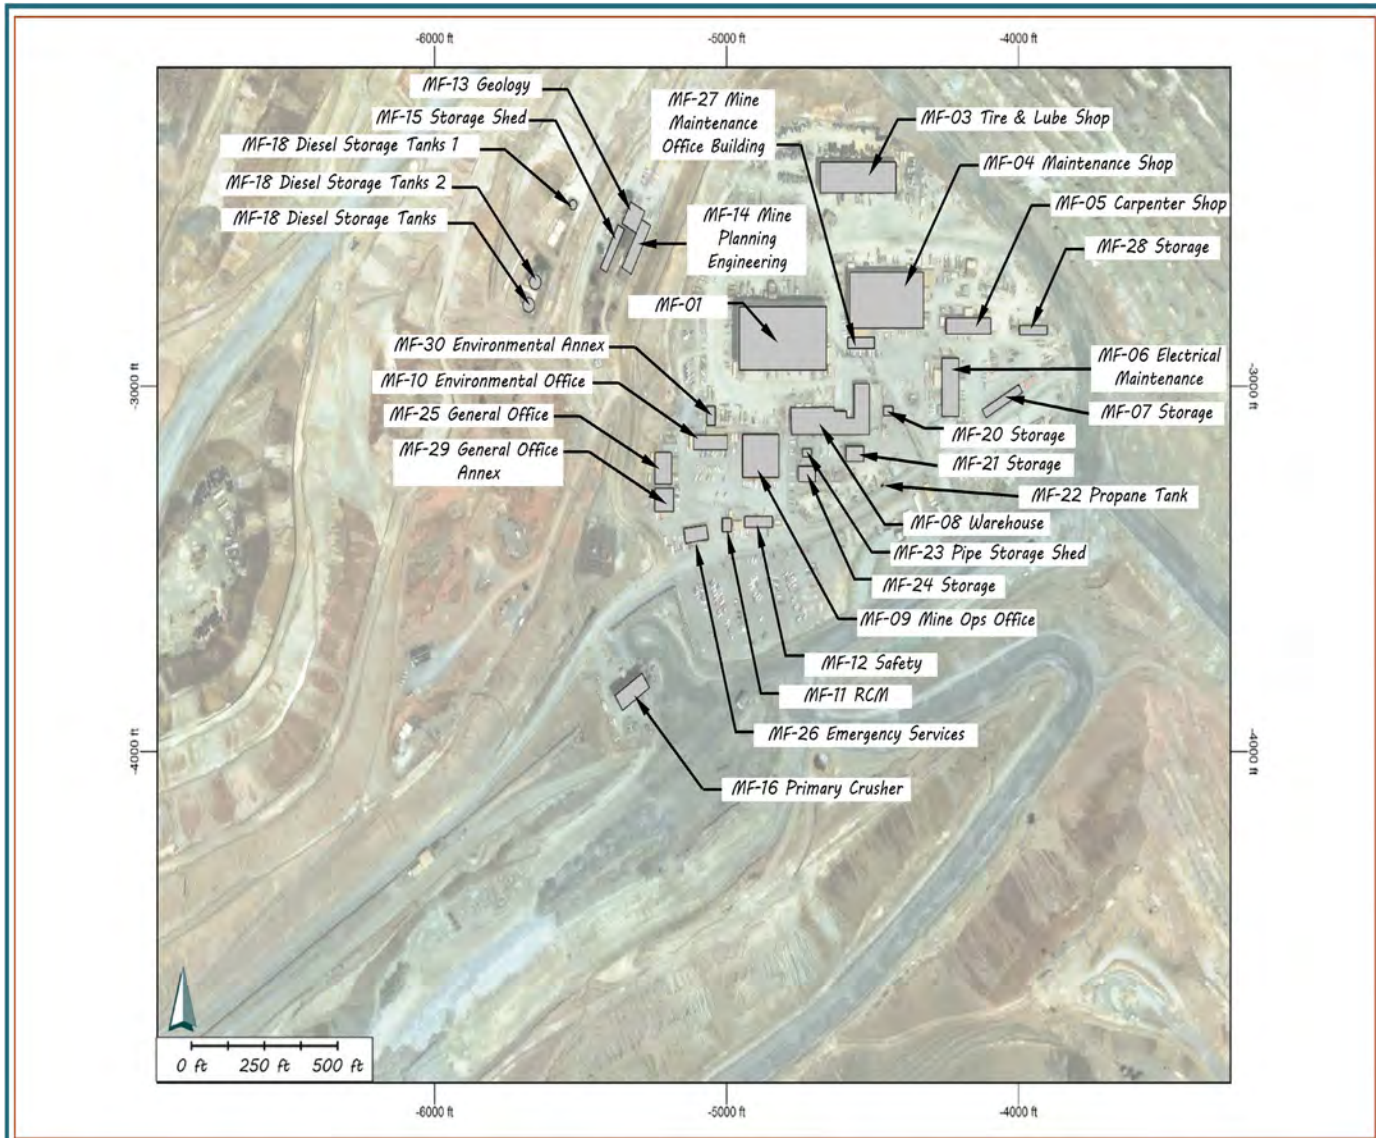 -6000 ft
-5000 ft
-4000 ft
MF-13 Geology
MF-15 Storage Shed
MF-18 Diesel Storage Tanks 1
MF-18 Diesel Storage Tanks 2
MF-18 Diesel Storage Tanks
MF-27 Mine
Maintenance
Office Building
MF-03 Tire & Lube Shop
MF-04 Maintenance Shop
MF-05 Carpenter Shop
MF-28 Storage
MF-14 Mine
Planning
Engineering
MF-01
MF-30 Environmental Annex
MF-10 Environmental Office
MF-25 General Office
MF-29 General Office
Annex
MF-06 Electrical
Maintenance
MF-07 Storage
MF-20 Storage
MF-21 Storage
MF-22 Propane Tank
MF-08 Warehouse
MF-23 Pipe Storage Shed
MF-24 Storage
MF-09 Mine Ops Office
MF-12 Safety
MF-11 RCM
MF-26 Emergency Services
MF-16 Primary Crusher
-3000 ft
-3000 ft
-4000 ft
-4000 ft
0 ft 250 ft 500 ft
-6000 ft
-5000 ft
-4000 ft